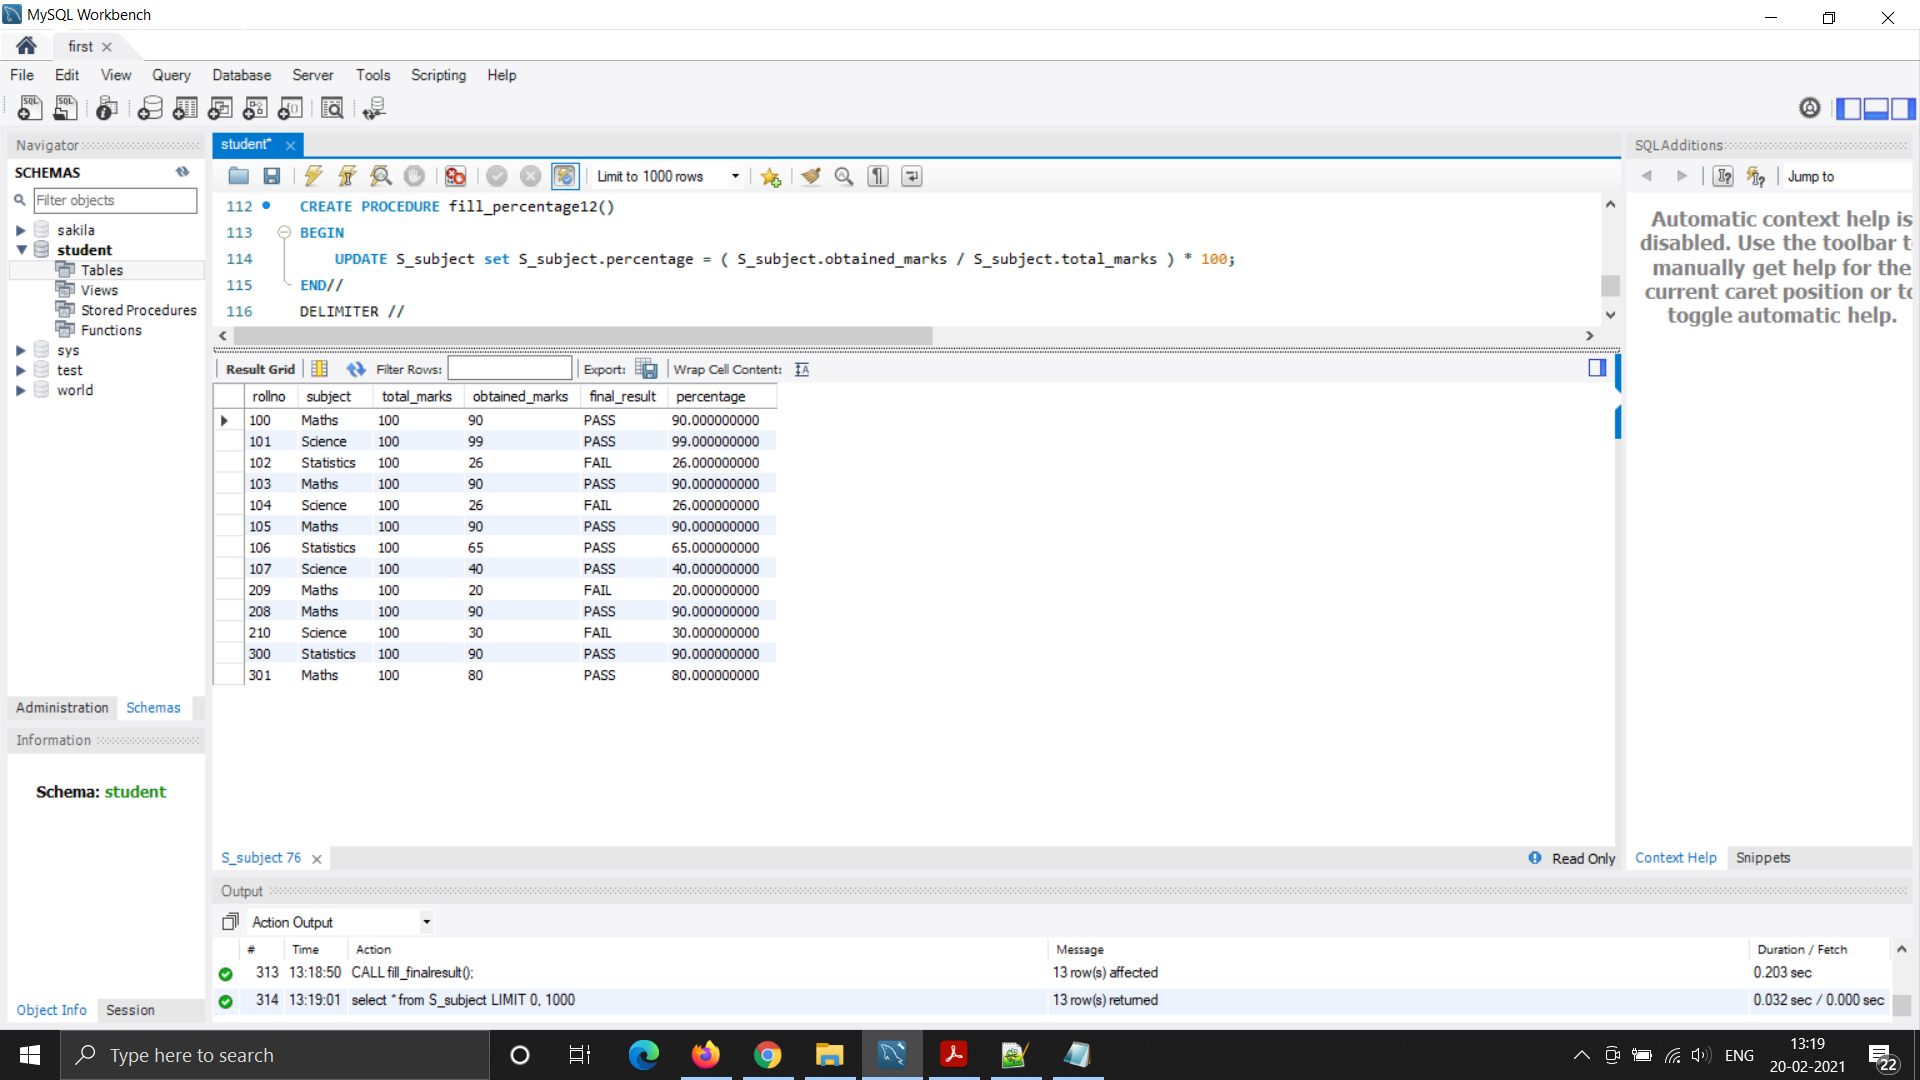 MySQL Workbench
first
File Edit View Query Database Server Tools Scripting Help
Navigator
SCHEMAS
Filter objects
sakila
student
Tables
Views
Stored Procedures
Functions
sys
test
world
Administration Schemas
Information
Schema: student
Object Info Session
student*
Limit to 1000 rows
112 CREATE PROCEDURE fill_percentage12()
113 BEGIN
114 UPDATE S_subject set S_subject.percentage = ( S_subject.obtained_marks / S_subject.total_marks ) * 100;
115 END//
116 DELIMITER //
Result Grid Filter Rows: Export: Wrap Cell Content:
rollno subject total_marks obtained_marks final_result percentage
100 Maths 100 90 PASS 90.000000000
101 Science 100 99 PASS 99.000000000
102 Statistics 100 26 FAIL 26.000000000
103 Maths 100 90 PASS 90.000000000
104 Science 100 26 FAIL 26.000000000
105 Maths 100 90 PASS 90.000000000
106 Statistics 100 65 PASS 65.000000000
107 Science 100 40 PASS 40.000000000
209 Maths 100 20 FAIL 20.000000000
208 Maths 100 90 PASS 90.000000000
210 Science 100 30 FAIL 30.000000000
300 Statistics 100 90 PASS 90.000000000
301 Maths 100 80 PASS 80.000000000
S_subject 76
Read Only
SQLAdditions
Jump to
Automatic context help is
disabled. Use the toolbar t
manually get help for the
current caret position or to
toggle automatic help.
Context Help Snippets
Output
Action Output
# Time Action Message Duration / Fetch
313 13:18:50 CALL fill_finalresult(); 13 row(s) affected 0.203 sec
314 13:19:01 select * from S_subject LIMIT 0, 1000 13 row(s) returned 0.032 sec / 0.000 sec
Type here to search
ENG
13:19
20-02-2021
22